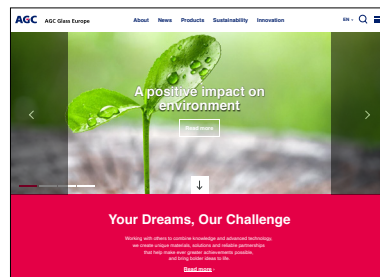 AGC AGC Glass Europe About News Products Sustainability Innovation EN
A positive impact on
environment
Read more
Your Dreams, Our Challenge
Working with others to combine knowledge and advanced technology,
we create unique materials, solutions and reliable partnerships
that help make ever greater achievements possible,
and bring bolder ideas to life.
Read more